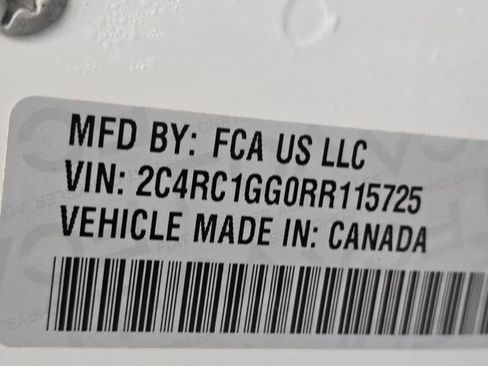 MFD BY: FCA US LLC
VIN: 2C4RC1GG0RR115725
VEHICLE MADE IN: CANADA